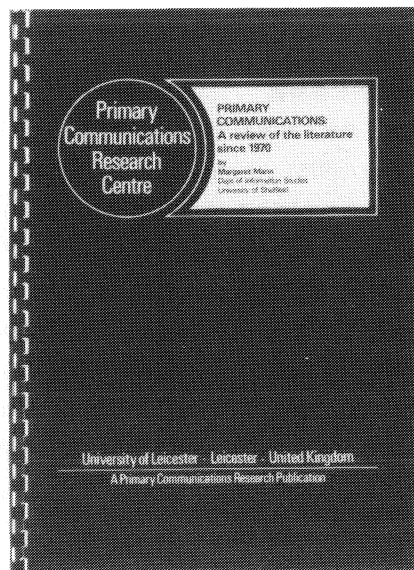 Primary
Communications
Research
Centre
PRIMARY
COMMUNICATIONS:
A review of the literature
since 1970
by
Margaret Mann
Dept of Information Studies
University of Sheffield
University of Leicester · Leicester · United Kingdom
A Primary Communications Research Publication